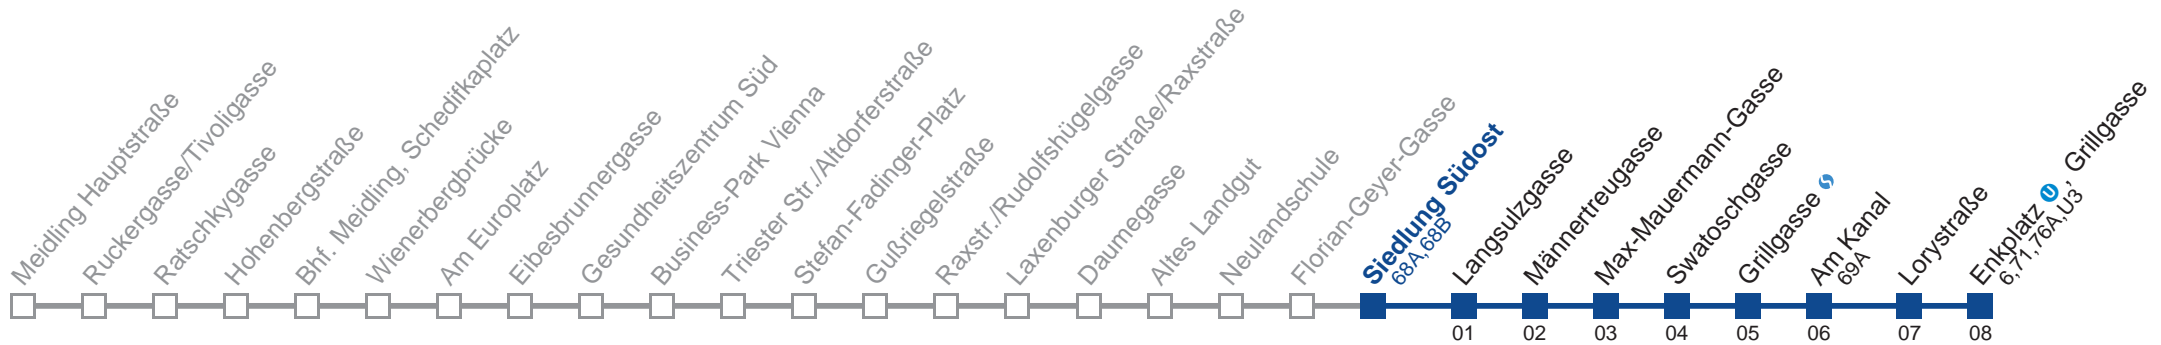 Meidling Hauptstraße
Ruckergasse/Tivoligasse
Ratschkygasse
Hohenbergstraße
Bhf. Meidling, Schedifkaplatz
Wienerbergbrücke
Am Europlatz
Eibesbrunnergasse
Gesundheitszentrum Süd
Business-Park Vienna
Triester Str./Altdorferstraße
Stefan-Fadinger-Platz
Gußriegelstraße
Raxstr./Rudolfshügelgasse
Laxenburger Straße/Raxstraße
Daumegasse
Altes Landgut
Neulandschule
Florian-Geyer-Gasse
Siedlung Südost
68A,68B
Langsulzgasse
01
Männertreugasse
02
Max-Mauermann-Gasse
03
Swatoschgasse
04
Grillgasse S
05
Am Kanal
69A
06
Lorystraße
07
Enkplatz U, Grillgasse
6,71,76A,U3
08